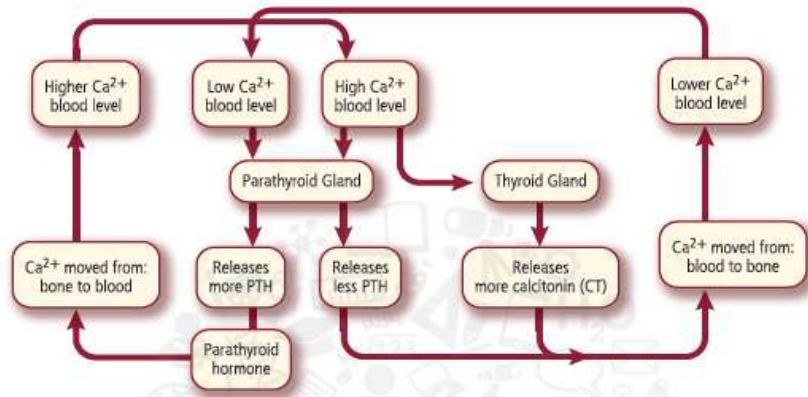 Higher Ca²⁺
blood level
Low Ca²⁺
blood level
High Ca²⁺
blood level
Lower Ca²⁺
blood level
Parathyroid Gland
Thyroid Gland
Ca²⁺ moved from:
bone to blood
Releases
more PTH
Releases
less PTH
Releases
more calcitonin (CT)
Ca²⁺ moved from:
blood to bone
Parathyroid
hormone